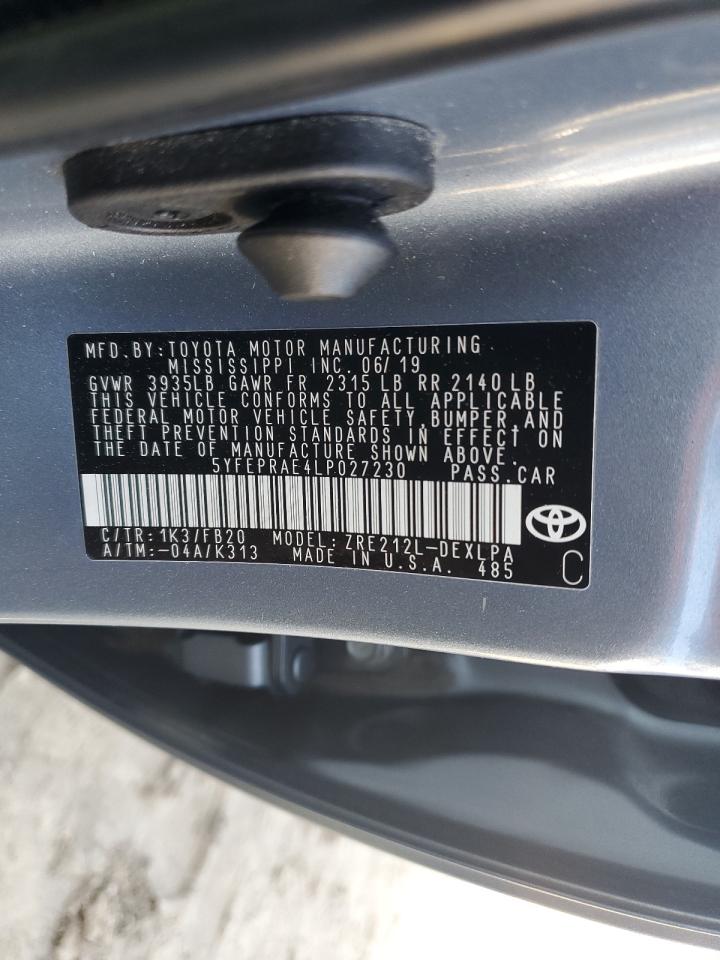 MFD.BY:TOYOTA MOTOR MANUFACTURING
MISSISSIPPI INC. 06/19
GVWR 3935LB GAWR FR 2315 LB RR 2140 LB
THIS VEHICLE CONFORMS TO ALL APPLICABLE
FEDERAL MOTOR VEHICLE SAFETY,BUMPER,AND
THEFT PREVENTION STANDARDS IN EFFECT ON
THE DATE OF MANUFACTURE SHOWN ABOVE.
5YFEPRAE4LP027230 PASS.CAR
C/TR:1K3/FB20 MODEL:ZRE212L-DEXLPA
A/TM:-04A/K313 MADE IN U.S.A. 485 C